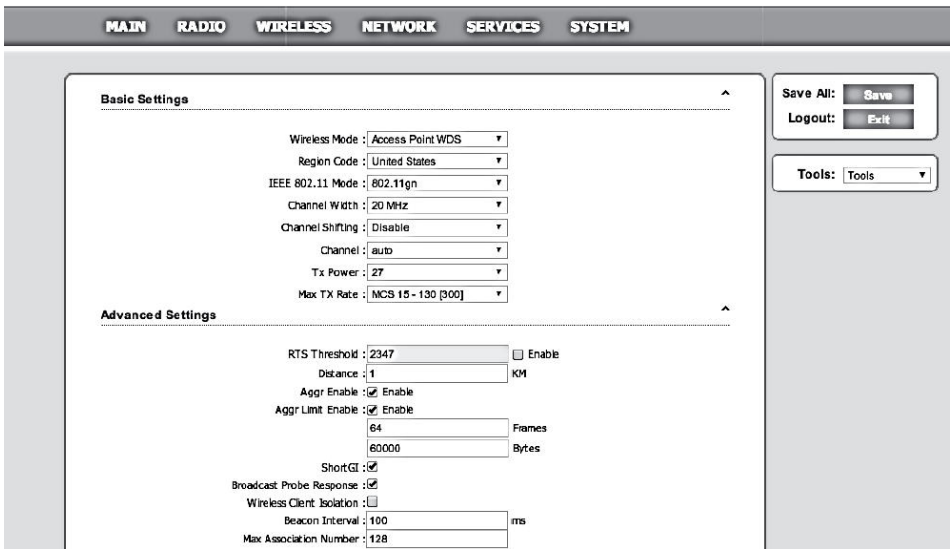 MAIN RADIO WIRELESS NETWORK SERVICES SYSTEM
Basic Settings
Wireless Mode : Access Point WDS
Region Code : United States
IEEE 802.11 Mode : 802.11gn
Channel Width : 20 MHz
Channel Shifting : Disable
Channel : auto
Tx Power : 27
Max TX Rate : MCS 15 - 130 [300]
Advanced Settings
RTS Threshold : 2347 Enable
Distance : 1 KM
Aggr Enable : Enable
Aggr Limit Enable : Enable
64 Frames
60000 Bytes
ShortGI :
Broadcast Probe Response :
Wireless Client Isolation :
Beacon Interval : 100 ms
Max Association Number : 128
Save All: Save
Logout: Exit
Tools: Tools